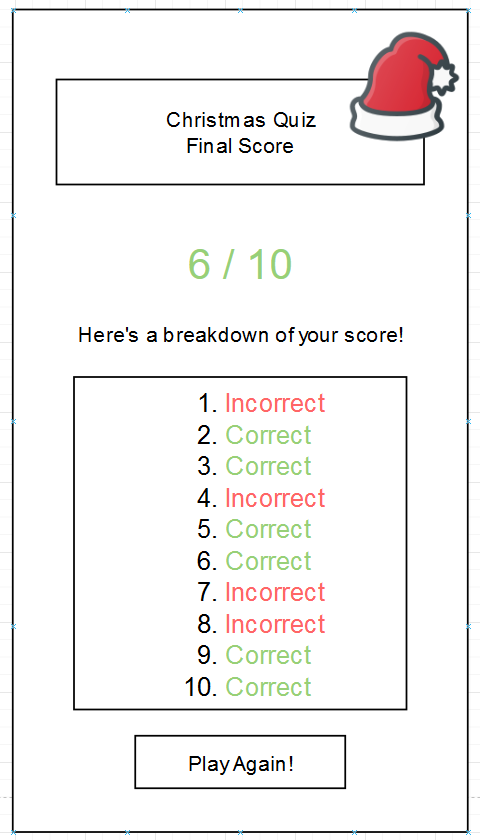 Christmas Quiz
Final Score
6 / 10
Here's a breakdown of your score!
1. Incorrect
2. Correct
3. Correct
4. Incorrect
5. Correct
6. Correct
7. Incorrect
8. Incorrect
9. Correct
10. Correct
Play Again!